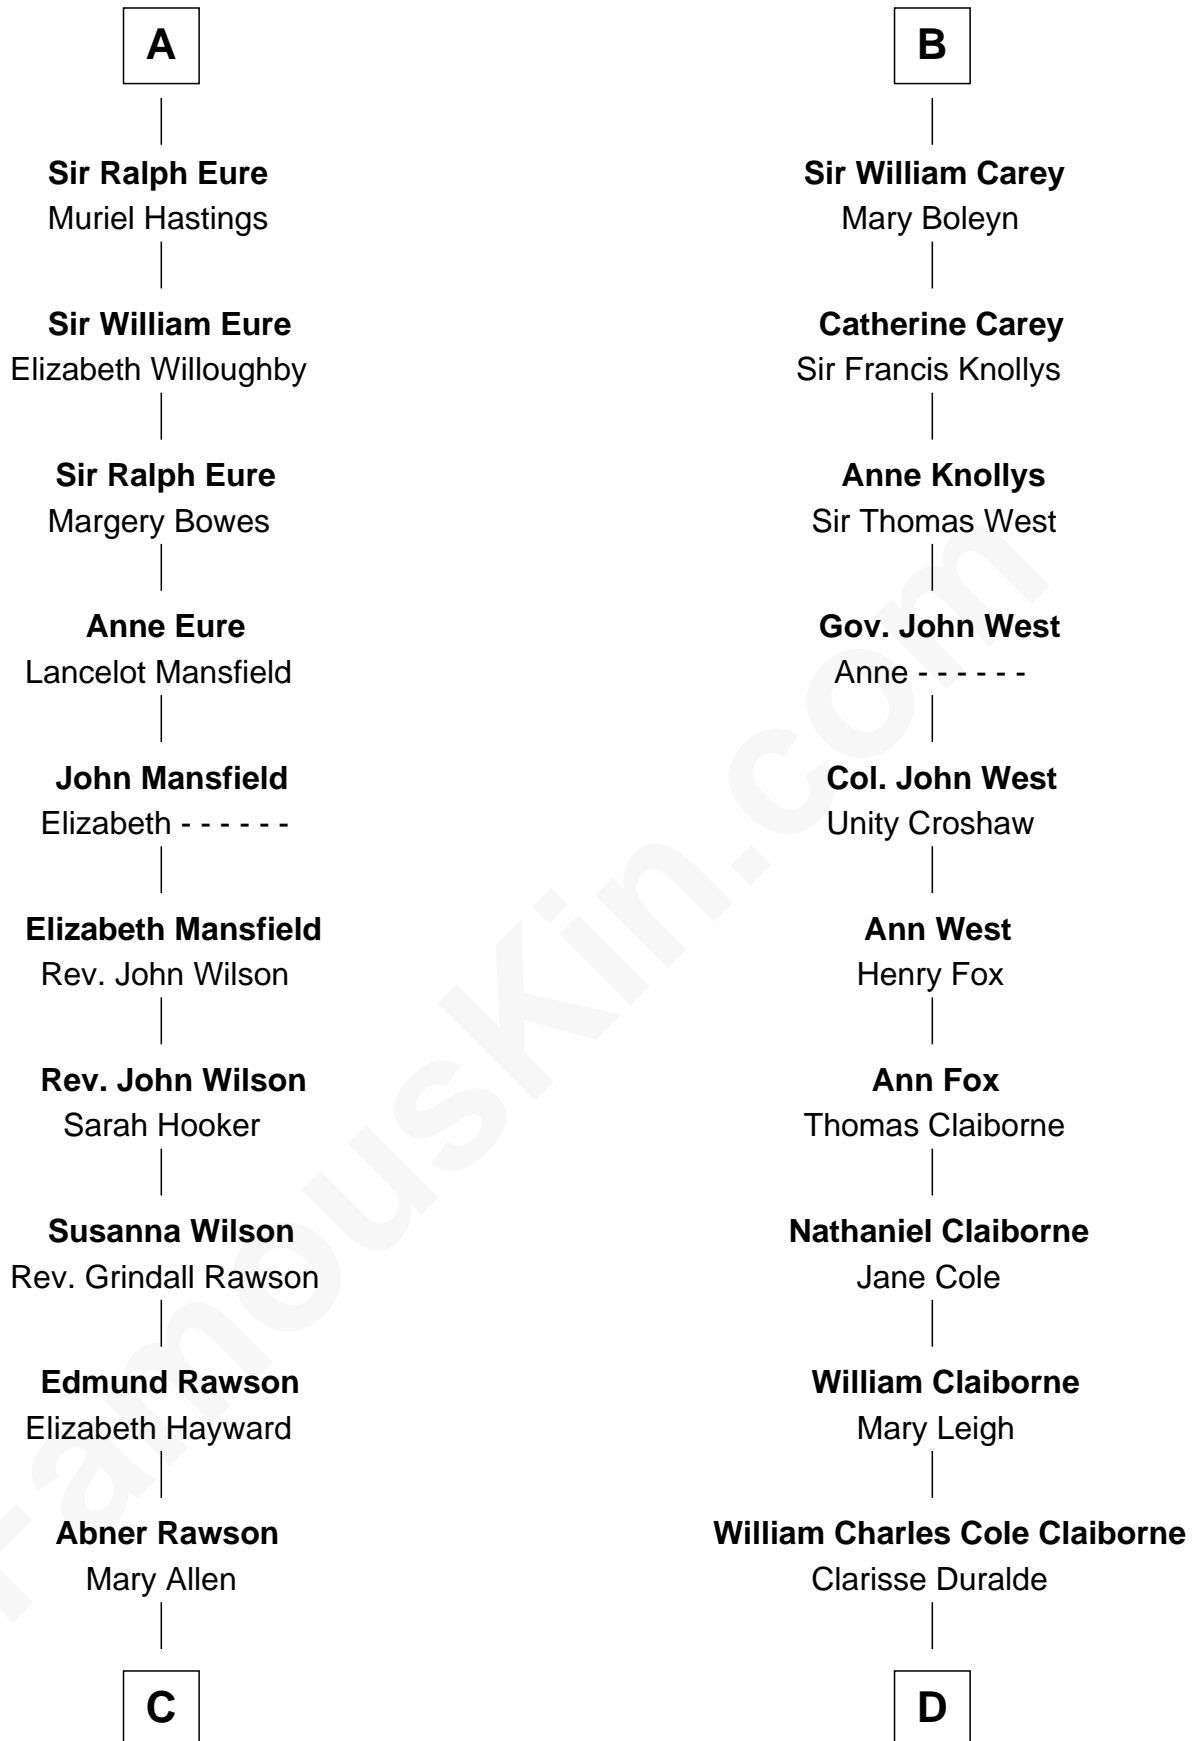 A
Sir Ralph Eure
Muriel Hastings
Sir William Eure
Elizabeth Willoughby
Sir Ralph Eure
Margery Bowes
Anne Eure
Lancelot Mansfield
John Mansfield
Elizabeth - - - - - -
Elizabeth Mansfield
Rev. John Wilson
Rev. John Wilson
Sarah Hooker
Susanna Wilson
Rev. Grindall Rawson
Edmund Rawson
Elizabeth Hayward
Abner Rawson
Mary Allen
C
B
Sir William Carey
Mary Boleyn
Catherine Carey
Sir Francis Knollys
Anne Knollys
Sir Thomas West
Gov. John West
Anne - - - - - -
Col. John West
Unity Croshaw
Ann West
Henry Fox
Ann Fox
Thomas Claiborne
Nathaniel Claiborne
Jane Cole
William Claiborne
Mary Leigh
William Charles Cole Claiborne
Clarisse Duralde
D
FamousKin.com